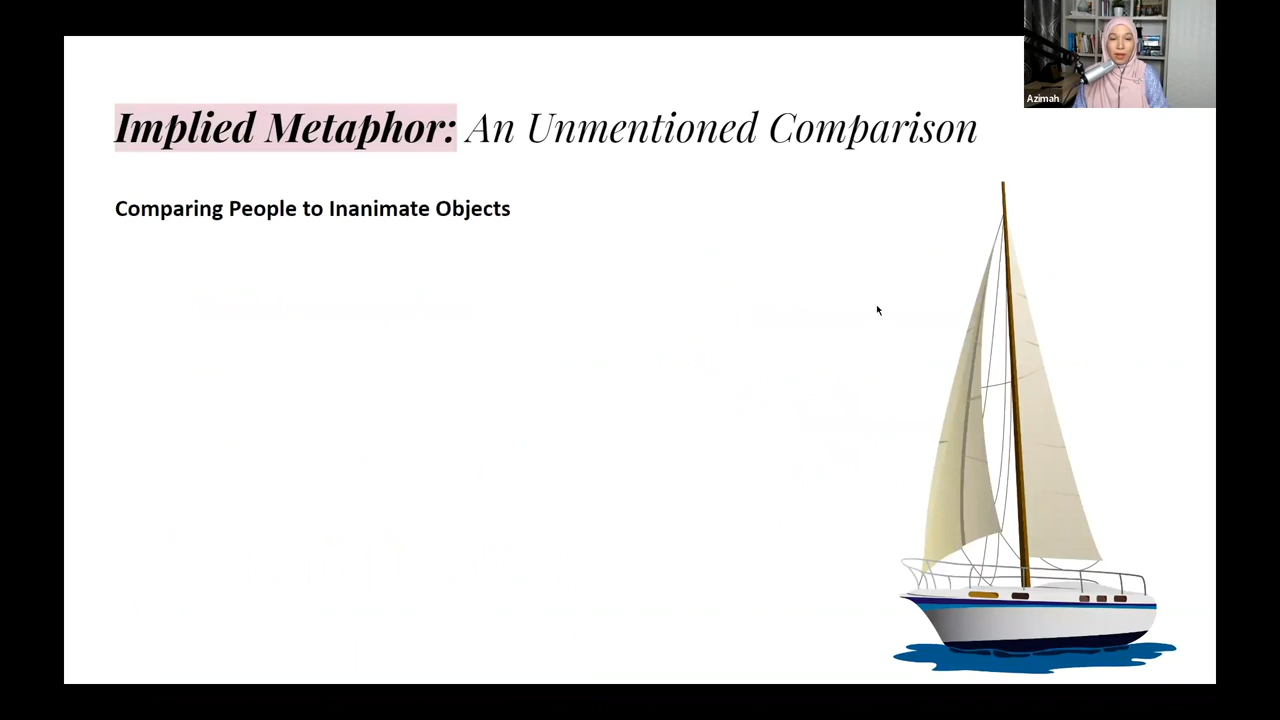 Azimah
Implied Metaphor: An Unmentioned Comparison
Comparing People to Inanimate Objects